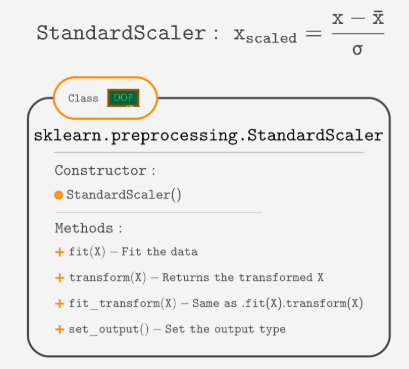 StandardScaler : x_scaled = (x − x̄) / σ
Class DOP
sklearn.preprocessing.StandardScaler
Constructor :
StandardScaler()
Methods :
fit(X) – Fit the data
transform(X) – Returns the transformed X
fit_transform(X) – Same as .fit(X).transform(X)
set_output() – Set the output type